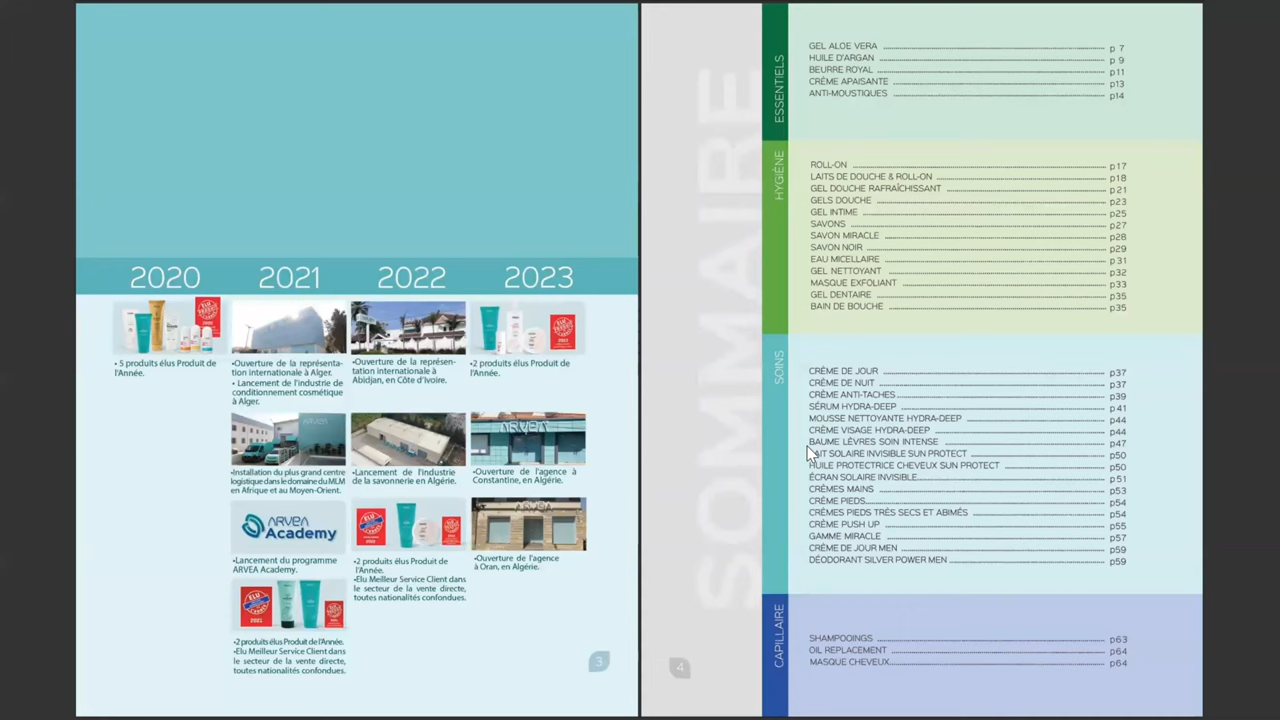 2020
• 5 produits élus Produit de
l'Année.
2021
•Ouverture de la représenta-
tion internationale à Alger.
• Lancement de l'industrie de
conditionnement cosmétique
à Alger.
ARVEA
•Installation du plus grand centre
logistique dans le domaine du MLM
en Afrique et au Moyen-Orient.
ARVEA
Academy
•Lancement du programme
ARVEA Academy.
ELU
2021
•2 produits élus Produit de l'Année.
•Elu Meilleur Service Client dans
le secteur de la vente directe,
toutes nationalités confondues.
2022
•Ouverture de la représen-
tation internationale à
Abidjan, en Côte d'Ivoire.
•Lancement de l'industrie
de la savonnerie en Algérie.
•2 produits élus Produit de
l'Année.
•Elu Meilleur Service Client dans
le secteur de la vente directe,
toutes nationalités confondues.
2023
•2 produits élus Produit de
l'Année.
ARVEA
•Ouverture de l'agence à
Constantine, en Algérie.
•Ouverture de l'agence
à Oran, en Algérie.
3
SOMMAIRE
4
ESSENTIELS
GEL ALOE VERA p 7
HUILE D'ARGAN p 9
BEURRE ROYAL p11
CRÈME APAISANTE p13
ANTI-MOUSTIQUES p14
HYGIÈNE
ROLL-ON p17
LAITS DE DOUCHE & ROLL-ON p18
GEL DOUCHE RAFRAÎCHISSANT p21
GELS DOUCHE p23
GEL INTIME p25
SAVONS p27
SAVON MIRACLE p28
SAVON NOIR p29
EAU MICELLAIRE p31
GEL NETTOYANT p32
MASQUE EXFOLIANT p33
GEL DENTAIRE p35
BAIN DE BOUCHE p35
SOINS
CRÈME DE JOUR p37
CRÈME DE NUIT p37
CRÈME ANTI-TACHES p39
SÉRUM HYDRA-DEEP p41
MOUSSE NETTOYANTE HYDRA-DEEP p44
CRÈME VISAGE HYDRA-DEEP p44
BAUME LÈVRES SOIN INTENSE p47
LAIT SOLAIRE INVISIBLE SUN PROTECT p50
HUILE PROTECTRICE CHEVEUX SUN PROTECT p50
ÉCRAN SOLAIRE INVISIBLE p51
CRÈMES MAINS p53
CRÈME PIEDS p54
CRÈMES PIEDS TRÈS SECS ET ABIMÉS p54
CRÈME PUSH UP p55
GAMME MIRACLE p57
CRÈME DE JOUR MEN p59
DÉODORANT SILVER POWER MEN p59
CAPILLAIRE
SHAMPOOINGS p63
OIL REPLACEMENT p64
MASQUE CHEVEUX p64